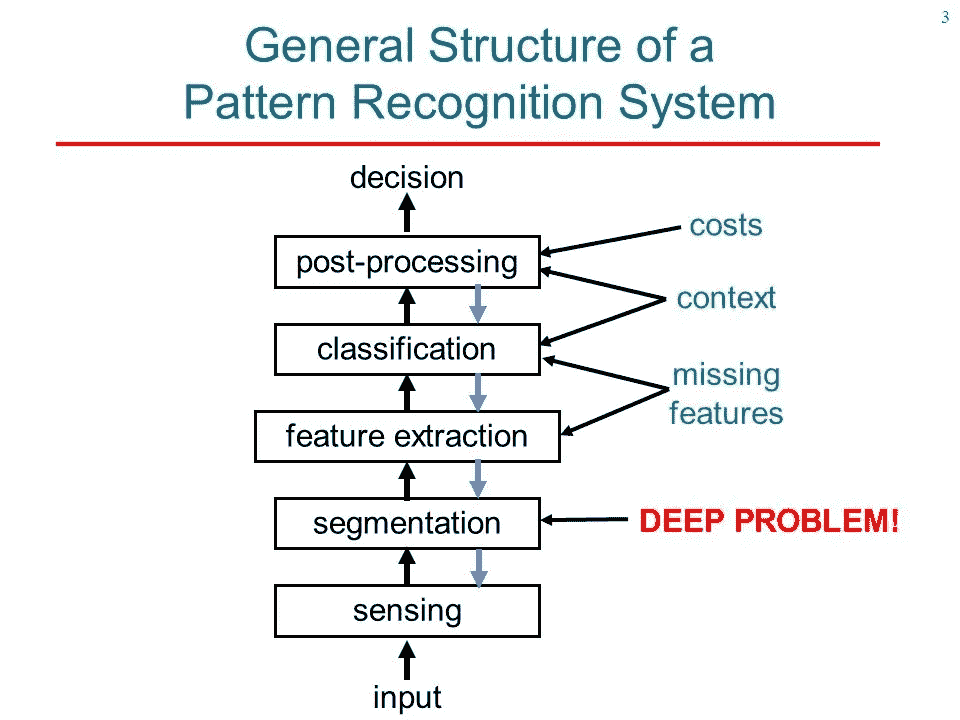 3
General Structure of a
Pattern Recognition System
decision
costs
post-processing
context
classification
missing
features
feature extraction
segmentation
DEEP PROBLEM!
sensing
input